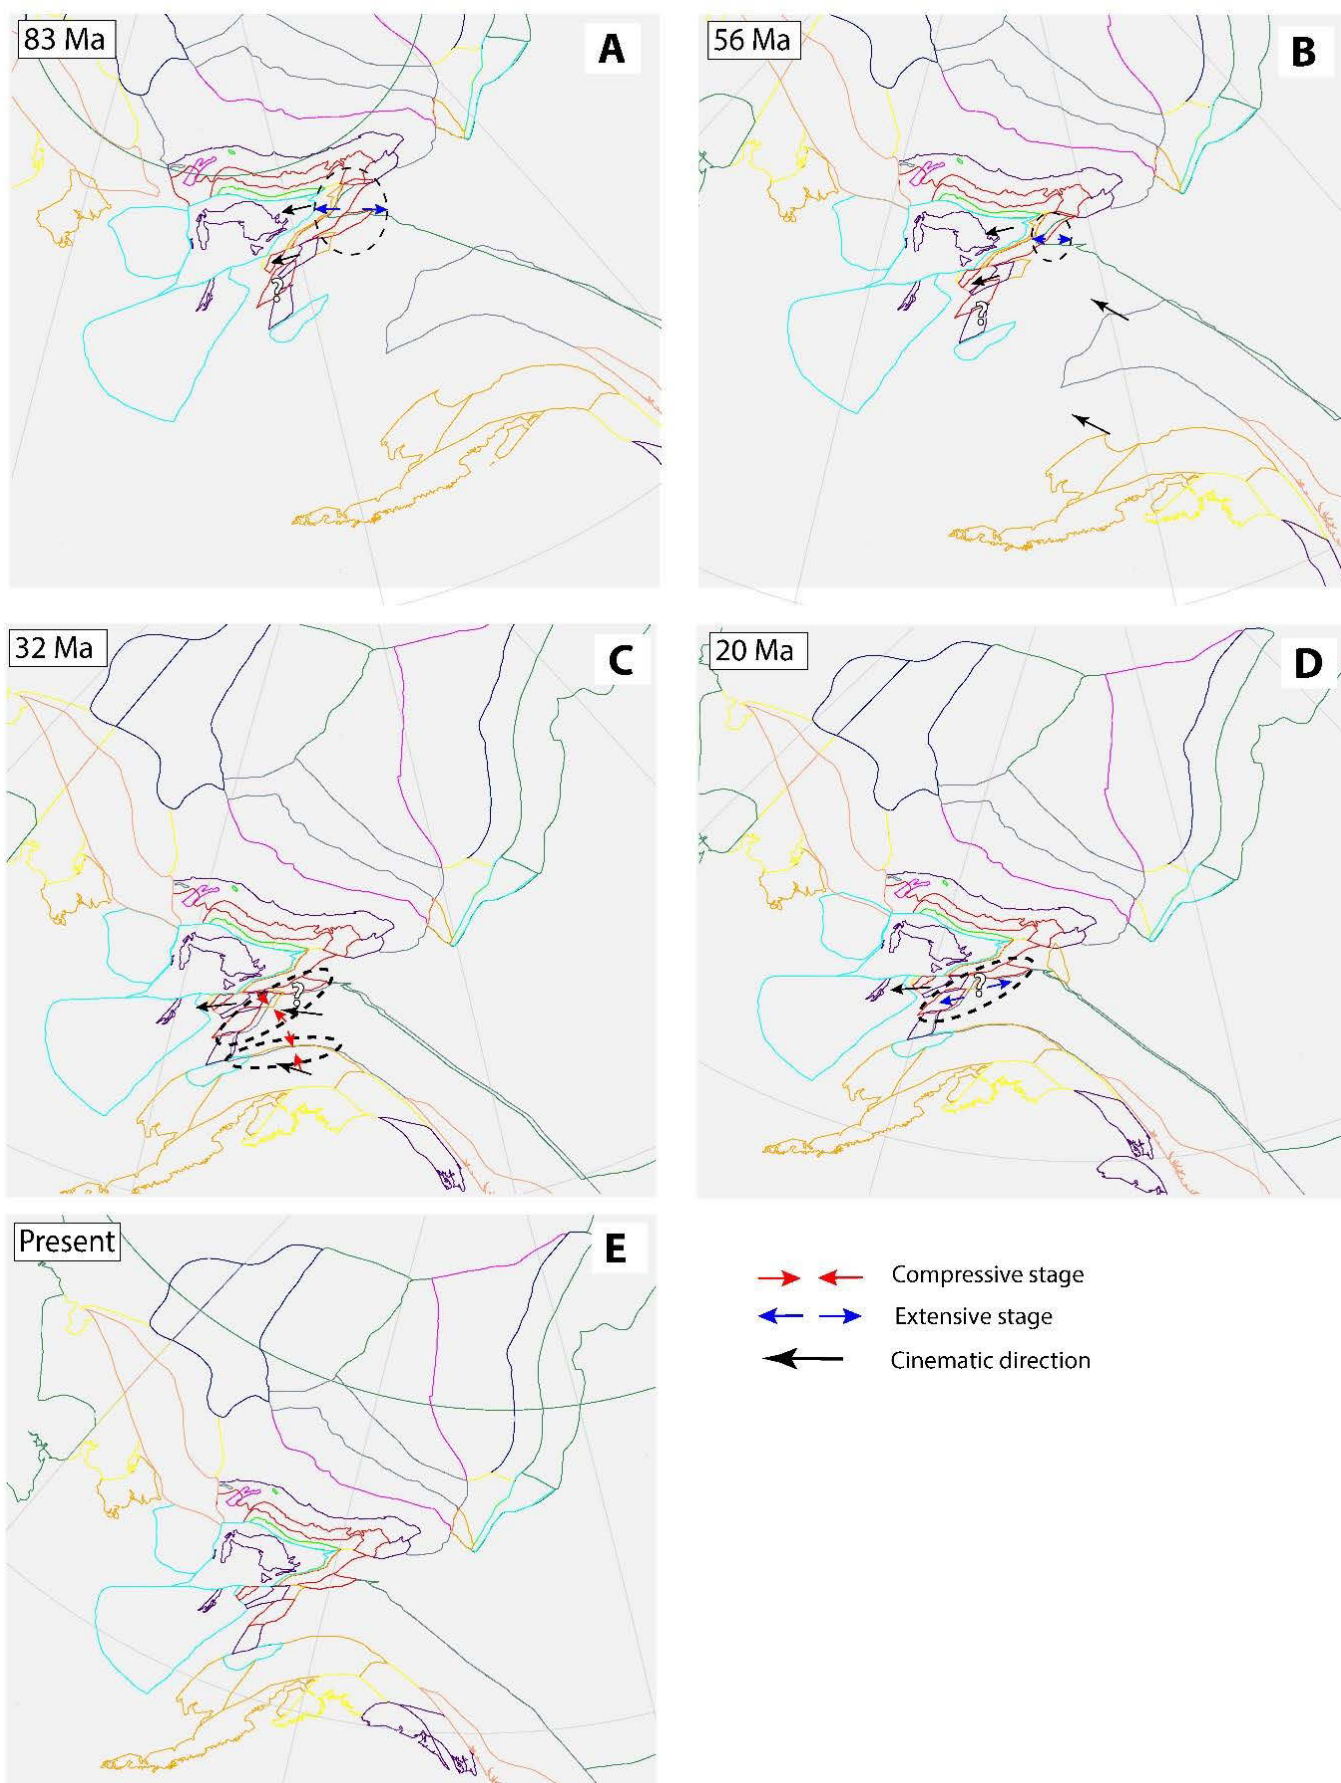 83 Ma
A
?
56 Ma
B
?
32 Ma
C
?
20 Ma
D
?
Present
E
Compressive stage
Extensive stage
Cinematic direction